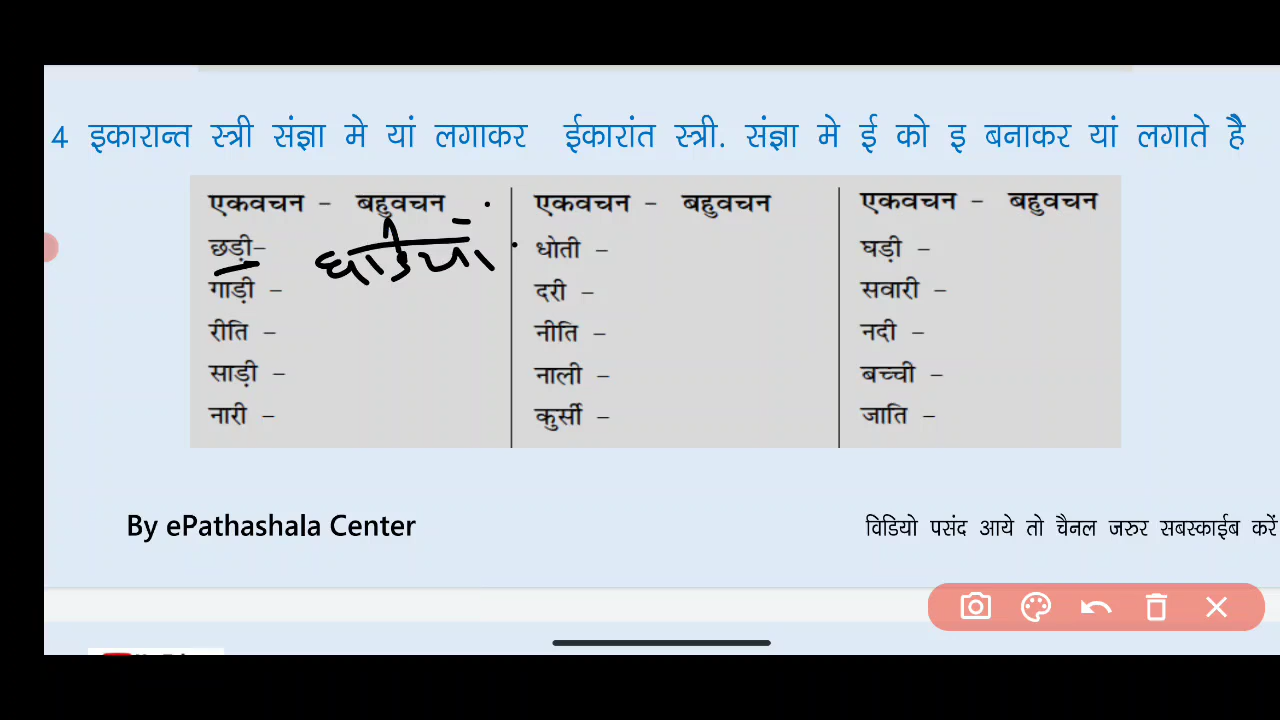 4 इकारान्त स्त्री संज्ञा मे यां लगाकर ईकारांत स्त्री. संज्ञा मे ई को इ बनाकर यां लगाते है
एकवचन – बहुवचन
छड़ी–
गाड़ी –
रीति –
साड़ी –
नारी –
एकवचन – बहुवचन
धोती –
दरी –
नीति –
नाली –
कुर्सी –
एकवचन – बहुवचन
घड़ी –
सवारी –
नदी –
बच्ची –
जाति –
By ePathashala Center
विडियो पसंद आये तो चैनल जरुर सबस्काईब करें